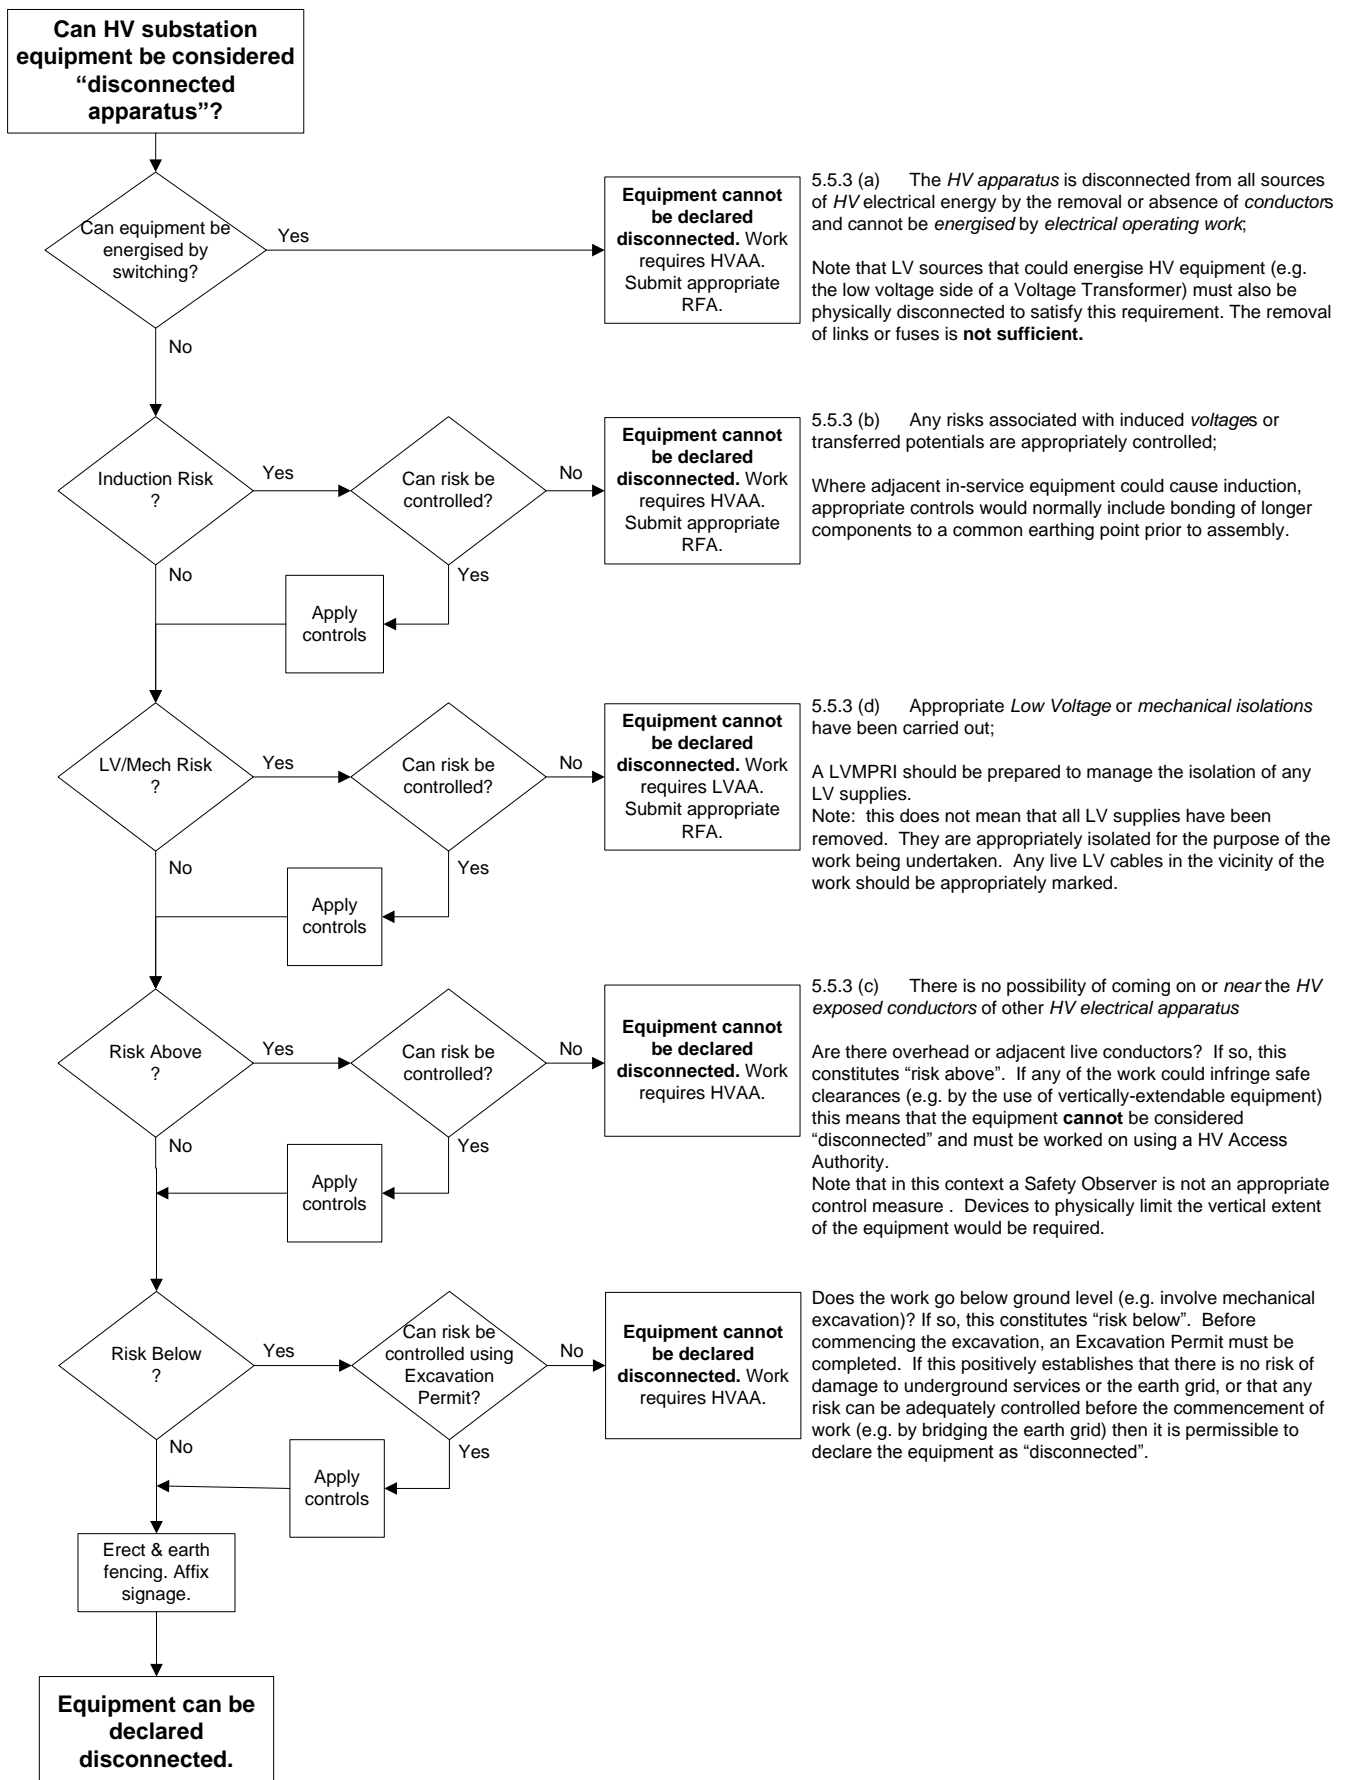 Can HV substation
equipment be considered
“disconnected
apparatus”?
Can equipment be
energised by
switching?
Yes
No
Equipment cannot
be declared
disconnected. Work
requires HVAA.
Submit appropriate
RFA.
5.5.3 (a) The HV apparatus is disconnected from all sources
of HV electrical energy by the removal or absence of conductors
and cannot be energised by electrical operating work;
Note that LV sources that could energise HV equipment (e.g.
the low voltage side of a Voltage Transformer) must also be
physically disconnected to satisfy this requirement. The removal
of links or fuses is not sufficient.
Induction Risk
?
Yes
No
Can risk be
controlled?
No
Yes
Apply
controls
Equipment cannot
be declared
disconnected. Work
requires HVAA.
Submit appropriate
RFA.
5.5.3 (b) Any risks associated with induced voltages or
transferred potentials are appropriately controlled;
Where adjacent in-service equipment could cause induction,
appropriate controls would normally include bonding of longer
components to a common earthing point prior to assembly.
LV/Mech Risk
?
Yes
No
Can risk be
controlled?
No
Yes
Apply
controls
Equipment cannot
be declared
disconnected. Work
requires LVAA.
Submit appropriate
RFA.
5.5.3 (d) Appropriate Low Voltage or mechanical isolations
have been carried out;
A LVMPRI should be prepared to manage the isolation of any
LV supplies.
Note: this does not mean that all LV supplies have been
removed. They are appropriately isolated for the purpose of the
work being undertaken. Any live LV cables in the vicinity of the
work should be appropriately marked.
Risk Above
?
Yes
No
Can risk be
controlled?
No
Yes
Apply
controls
Equipment cannot
be declared
disconnected. Work
requires HVAA.
5.5.3 (c) There is no possibility of coming on or near the HV
exposed conductors of other HV electrical apparatus
Are there overhead or adjacent live conductors? If so, this
constitutes “risk above”. If any of the work could infringe safe
clearances (e.g. by the use of vertically-extendable equipment)
this means that the equipment cannot be considered
“disconnected” and must be worked on using a HV Access
Authority.
Note that in this context a Safety Observer is not an appropriate
control measure . Devices to physically limit the vertical extent
of the equipment would be required.
Risk Below
?
Yes
No
Can risk be
controlled using
Excavation
Permit?
No
Yes
Apply
controls
Equipment cannot
be declared
disconnected. Work
requires HVAA.
Does the work go below ground level (e.g. involve mechanical
excavation)? If so, this constitutes “risk below”. Before
commencing the excavation, an Excavation Permit must be
completed. If this positively establishes that there is no risk of
damage to underground services or the earth grid, or that any
risk can be adequately controlled before the commencement of
work (e.g. by bridging the earth grid) then it is permissible to
declare the equipment as “disconnected”.
Erect & earth
fencing. Affix
signage.
Equipment can be
declared
disconnected.